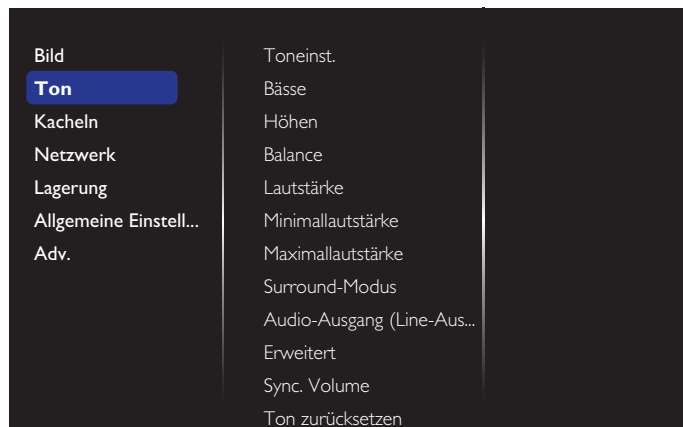 Bild
Ton
Kacheln
Netzwerk
Lagerung
Allgemeine Einstell...
Adv.
Toneinst.
Bässe
Höhen
Balance
Lautstärke
Minimallautstärke
Maximallautstärke
Surround-Modus
Audio-Ausgang (Line-Aus...
Erweitert
Sync. Volume
Ton zurücksetzen